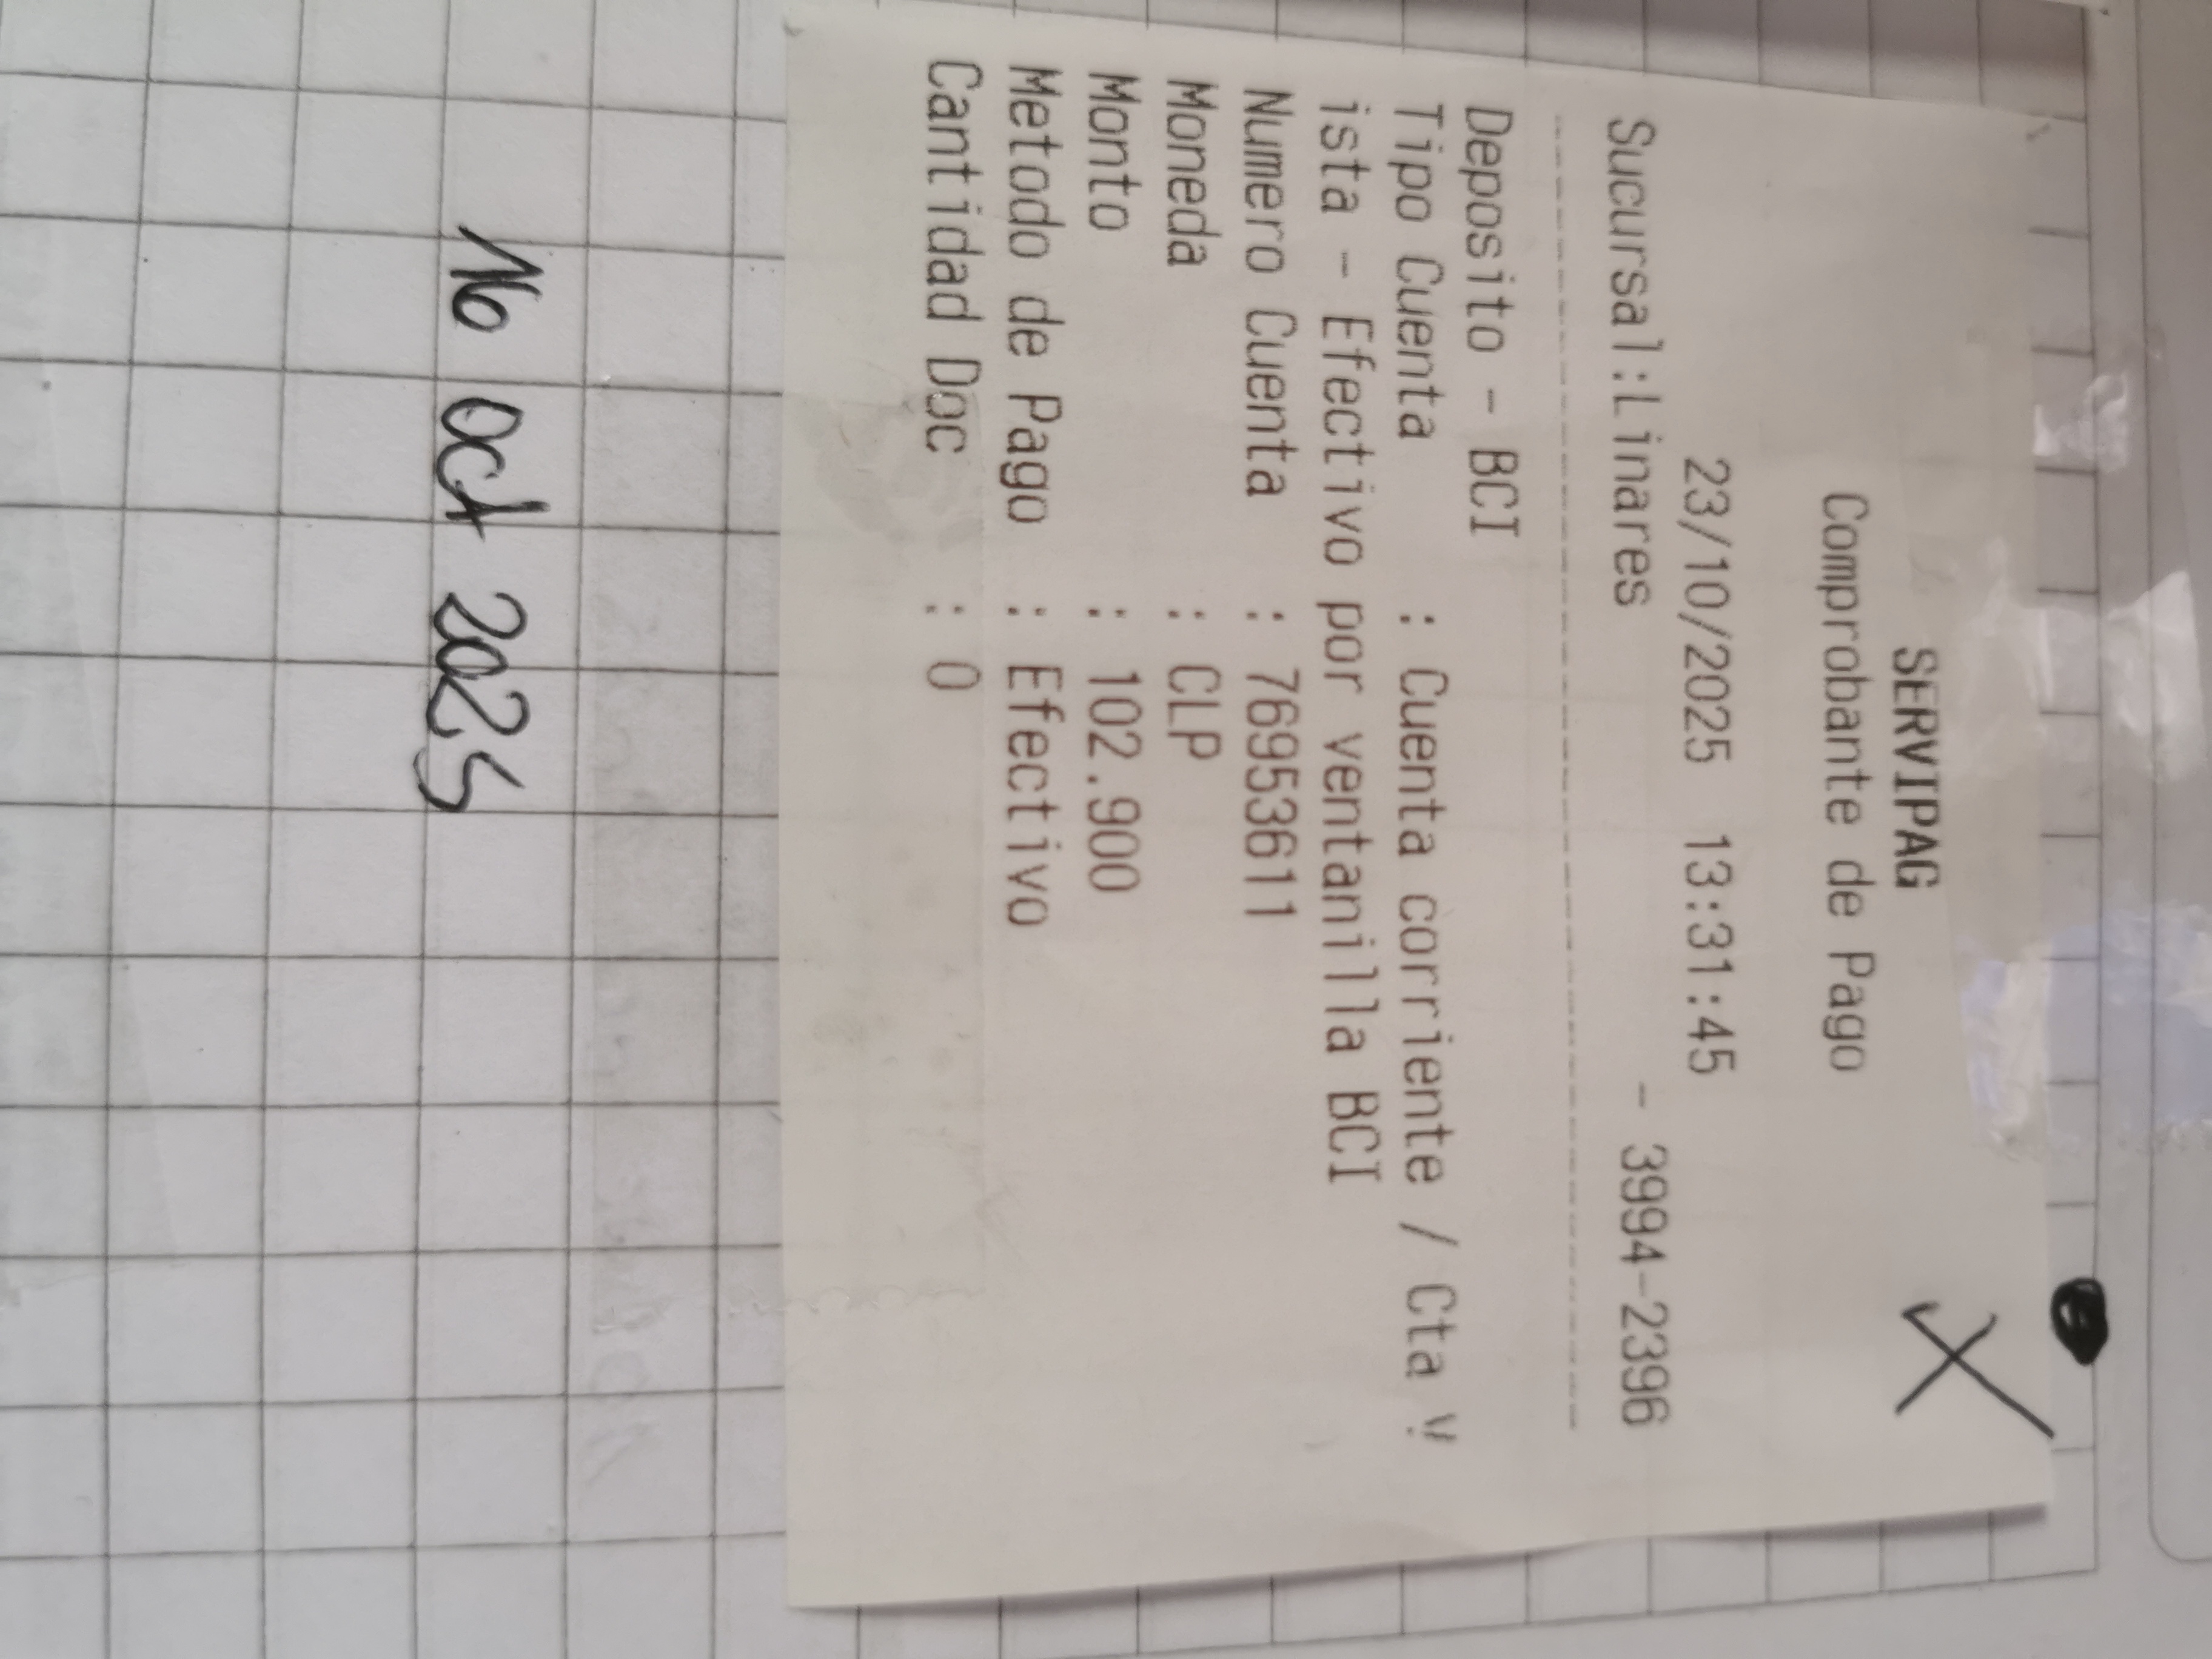 SERVIPAG
Comprobante de Pago
23/10/2025 13:31:45
Sucursal:Linares - 3994-2396
Deposito - BCI
Tipo Cuenta : Cuenta corriente / Cta v
ista - Efectivo por ventanilla BCI
Numero Cuenta : 76953611
Moneda : CLP
Monto : 102.900
Metodo de Pago : Efectivo
Cantidad Doc : 0
16 oct 2025